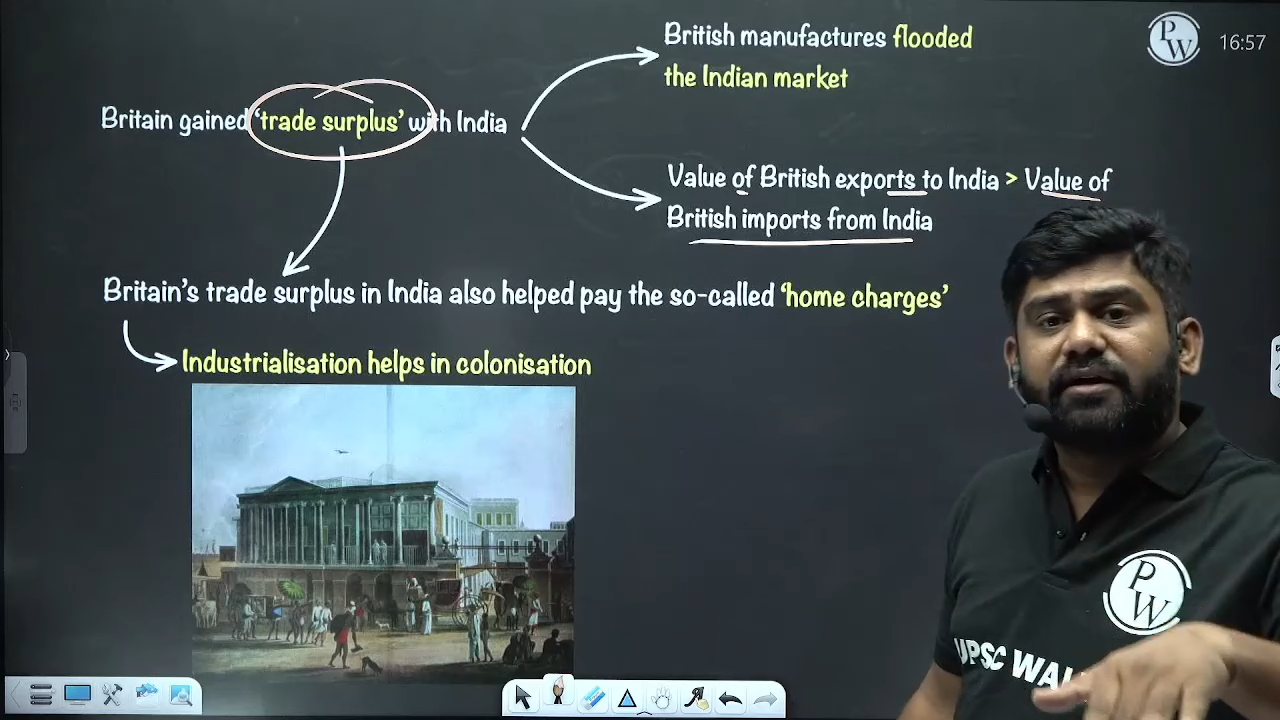 British manufactures flooded
the Indian market
PW
16:57
Britain gained ‘trade surplus’ with India
Value of British exports to India > Value of
British imports from India
Britain’s trade surplus in India also helped pay the so-called ‘home charges’
Industrialisation helps in colonisation
PW
UPSC WA